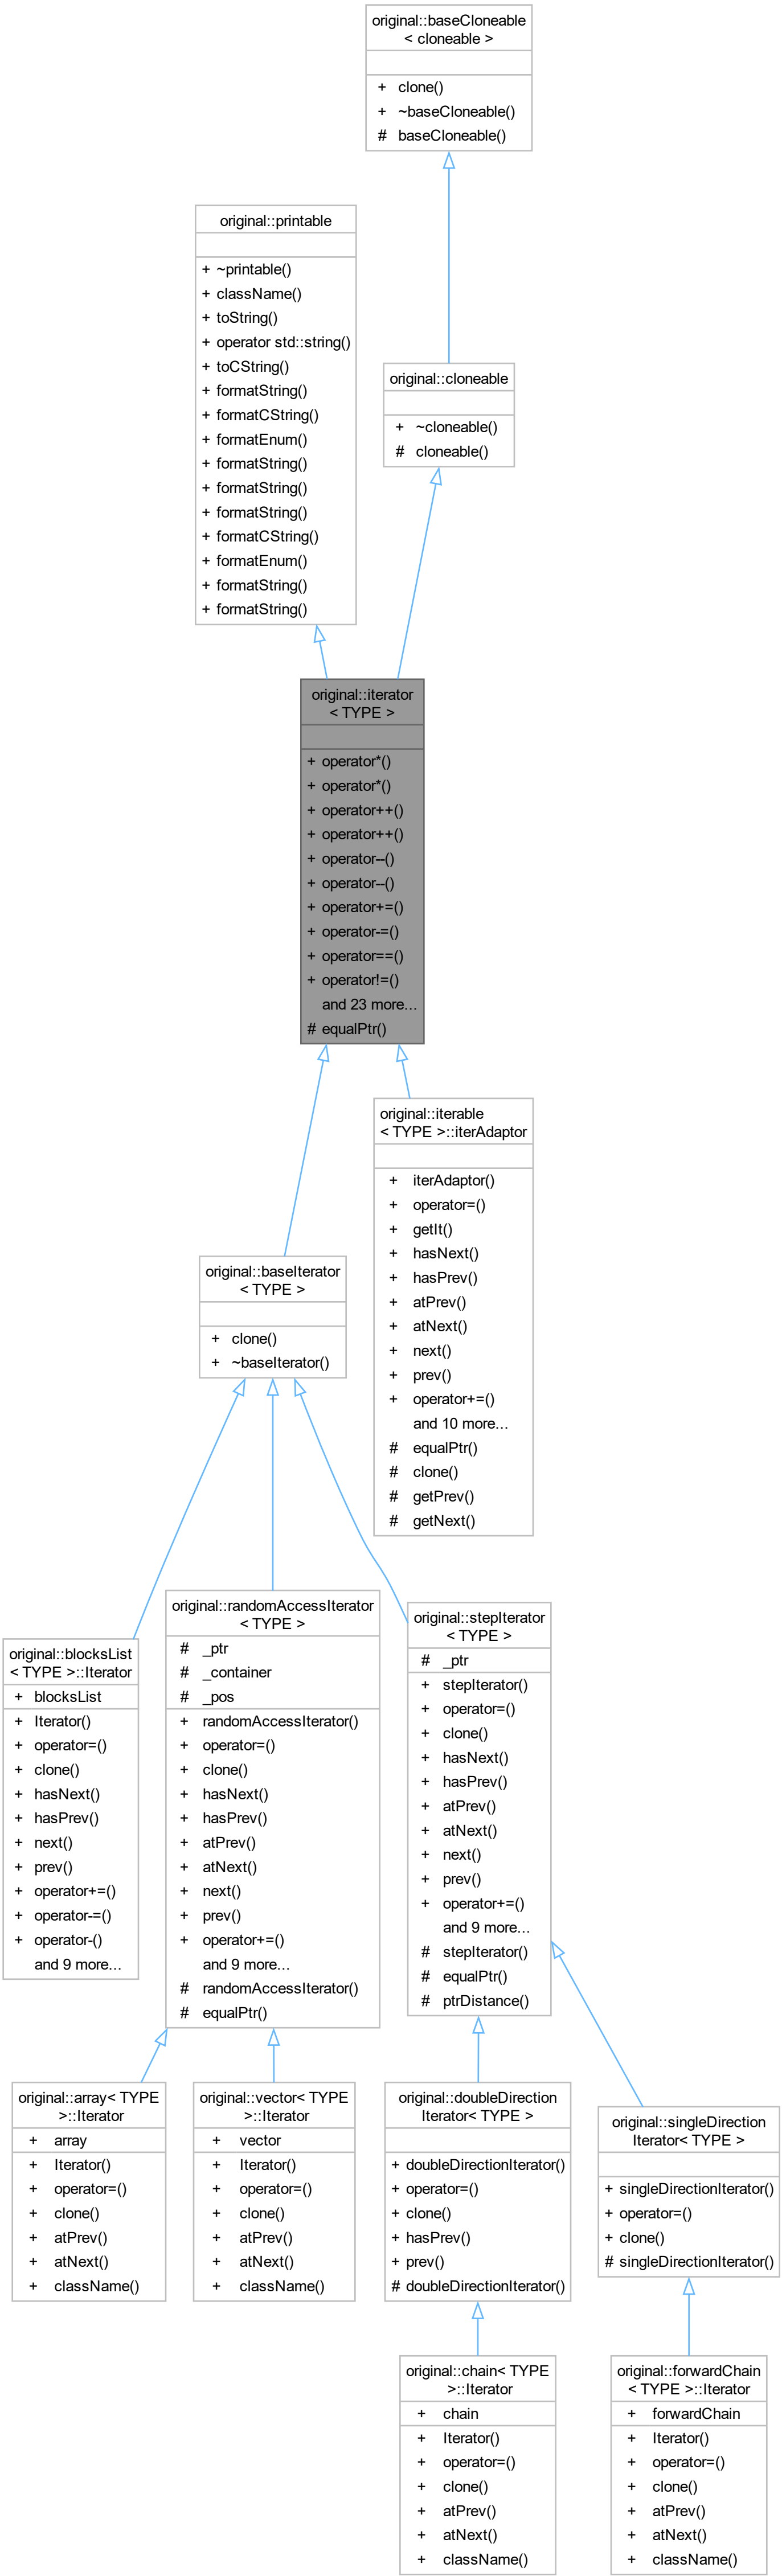 original::baseCloneable
< cloneable >
+ clone()
+ ~baseCloneable()
# baseCloneable()
original::printable
+ ~printable()
+ className()
+ toString()
+ operator std::string()
+ toCString()
+ formatString()
+ formatCString()
+ formatEnum()
+ formatString()
+ formatString()
+ formatString()
+ formatCString()
+ formatEnum()
+ formatString()
+ formatString()
original::cloneable
+ ~cloneable()
# cloneable()
original::iterator
< TYPE >
+ operator*()
+ operator*()
+ operator++()
+ operator++()
+ operator--()
+ operator--()
+ operator+=()
+ operator-=()
+ operator==()
+ operator!=()
and 23 more...
# equalPtr()
original::iterable
< TYPE >::iterAdaptor
+ iterAdaptor()
+ operator=()
+ getIt()
+ hasNext()
+ hasPrev()
+ atPrev()
+ atNext()
+ next()
+ prev()
+ operator+=()
and 10 more...
# equalPtr()
# clone()
# getPrev()
# getNext()
original::baseIterator
< TYPE >
+ clone()
+ ~baseIterator()
original::blocksList
< TYPE >::Iterator
+ blocksList
+ Iterator()
+ operator=()
+ clone()
+ hasNext()
+ hasPrev()
+ next()
+ prev()
+ operator+=()
+ operator-=()
+ operator-()
and 9 more...
original::randomAccessIterator
< TYPE >
# _ptr
# _container
# _pos
+ randomAccessIterator()
+ operator=()
+ clone()
+ hasNext()
+ hasPrev()
+ atPrev()
+ atNext()
+ next()
+ prev()
+ operator+=()
and 9 more...
# randomAccessIterator()
# equalPtr()
original::stepIterator
< TYPE >
# _ptr
+ stepIterator()
+ operator=()
+ clone()
+ hasNext()
+ hasPrev()
+ atPrev()
+ atNext()
+ next()
+ prev()
+ operator+=()
and 9 more...
# stepIterator()
# equalPtr()
# ptrDistance()
original::array< TYPE
>::Iterator
+ array
+ Iterator()
+ operator=()
+ clone()
+ atPrev()
+ atNext()
+ className()
original::vector< TYPE
>::Iterator
+ vector
+ Iterator()
+ operator=()
+ clone()
+ atPrev()
+ atNext()
+ className()
original::doubleDirection
Iterator< TYPE >
+ doubleDirectionIterator()
+ operator=()
+ clone()
+ hasPrev()
+ prev()
# doubleDirectionIterator()
original::singleDirection
Iterator< TYPE >
+ singleDirectionIterator()
+ operator=()
+ clone()
# singleDirectionIterator()
original::chain< TYPE
>::Iterator
+ chain
+ Iterator()
+ operator=()
+ clone()
+ atPrev()
+ atNext()
+ className()
original::forwardChain
< TYPE >::Iterator
+ forwardChain
+ Iterator()
+ operator=()
+ clone()
+ atPrev()
+ atNext()
+ className()